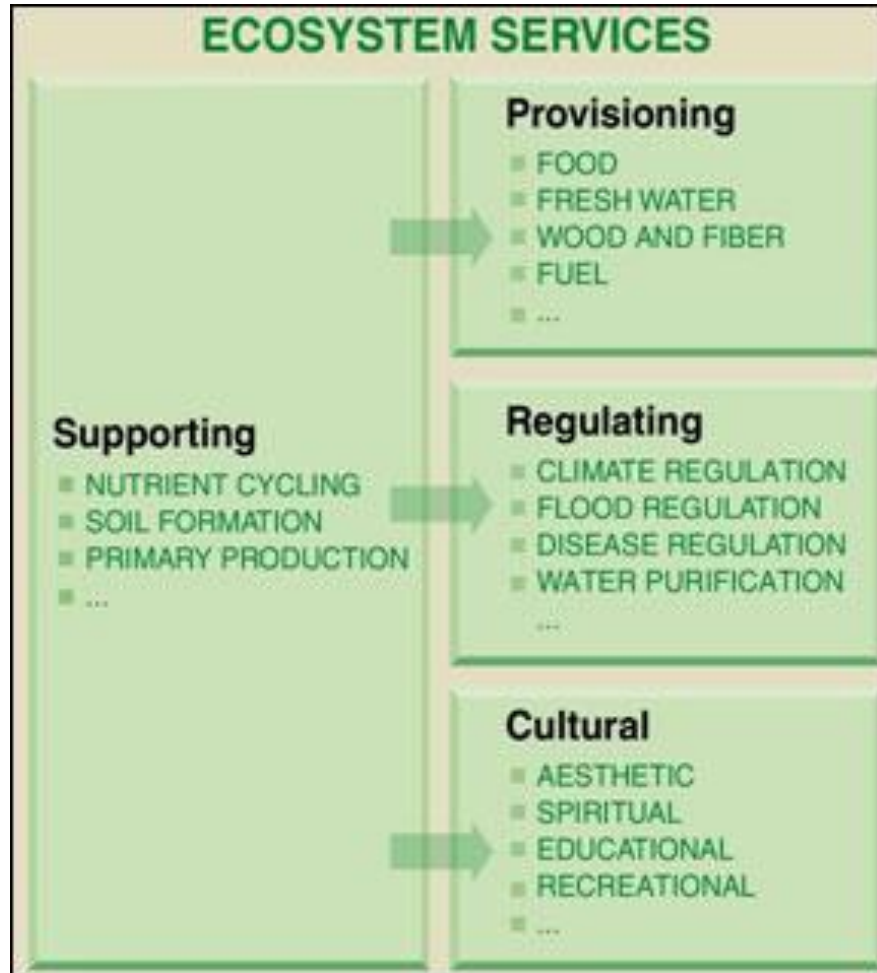 ECOSYSTEM SERVICES
Supporting
NUTRIENT CYCLING
SOIL FORMATION
PRIMARY PRODUCTION
...
Provisioning
FOOD
FRESH WATER
WOOD AND FIBER
FUEL
...
Regulating
CLIMATE REGULATION
FLOOD REGULATION
DISEASE REGULATION
WATER PURIFICATION
...
Cultural
AESTHETIC
SPIRITUAL
EDUCATIONAL
RECREATIONAL
...